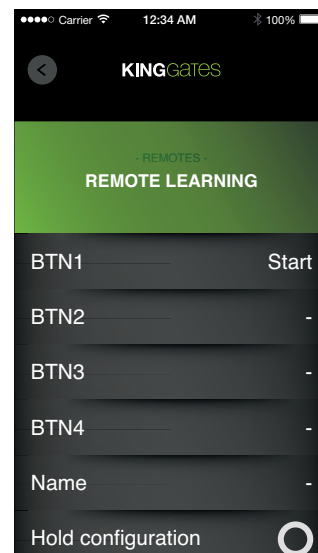 Carrier 12:34 AM 100%
KINGGates
- REMOTES -
REMOTE LEARNING
BTN1 Start
BTN2 -
BTN3 -
BTN4 -
Name -
Hold configuration